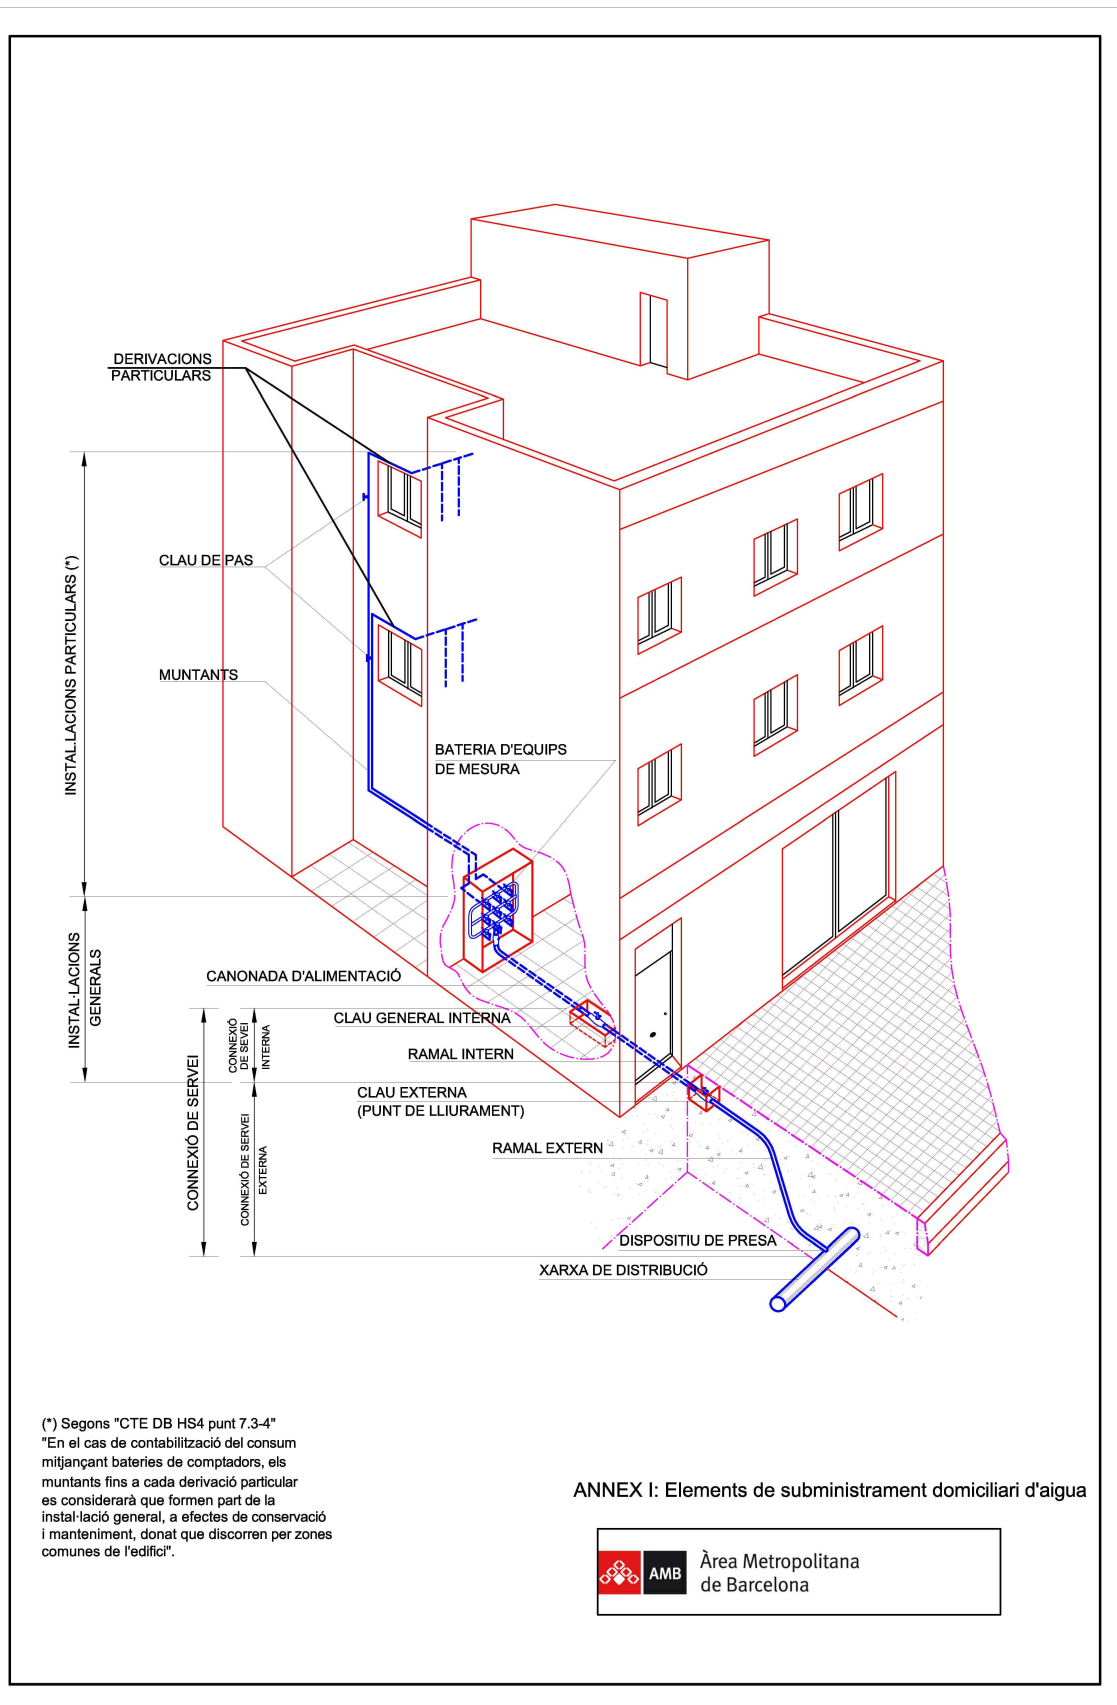 DERIVACIONS
PARTICULARS
CLAU DE PAS
INSTAL.LACIONS PARTICULARS (*)
MUNTANTS
BATERIA D'EQUIPS
DE MESURA
INSTAL·LACIONS
GENERALS
CANONADA D'ALIMENTACIÓ
CLAU GENERAL INTERNA
CONNEXIÓ
DE SEVEI
INTERNA
RAMAL INTERN
CONNEXIÓ DE SERVEI
CLAU EXTERNA
(PUNT DE LLIURAMENT)
CONNEXIÓ DE SERVEI
EXTERNA
RAMAL EXTERN
DISPOSITIU DE PRESA
XARXA DE DISTRIBUCIÓ
(*) Segons "CTE DB HS4 punt 7.3-4"
"En el cas de contabilització del consum
mitjançant bateries de comptadors, els
muntants fins a cada derivació particular
es considerarà que formen part de la
instal·lació general, a efectes de conservació
i manteniment, donat que discorren per zones
comunes de l'edifici".
ANNEX I: Elements de subministrament domiciliari d'aigua
AMB
Àrea Metropolitana
de Barcelona